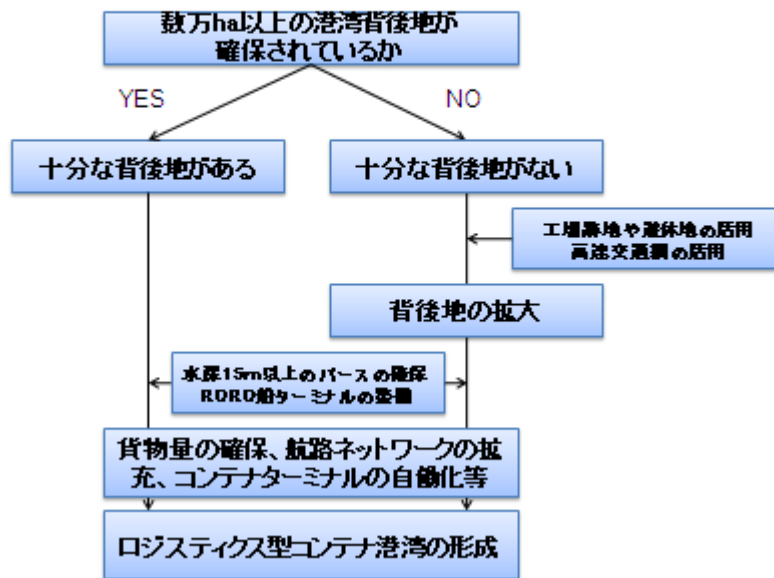 数万ha以上の港湾背後地が
確保されているか
YES
NO
十分な背後地がある
十分な背後地がない
工場跡地や遊休地の活用
高速交通網の活用
背後地の拡大
水深15m以上のバースの確保
RORO船ターミナルの整備
貨物量の確保、航路ネットワークの拡
充、コンテナターミナルの自働化等
ロジスティクス型コンテナ港湾の形成